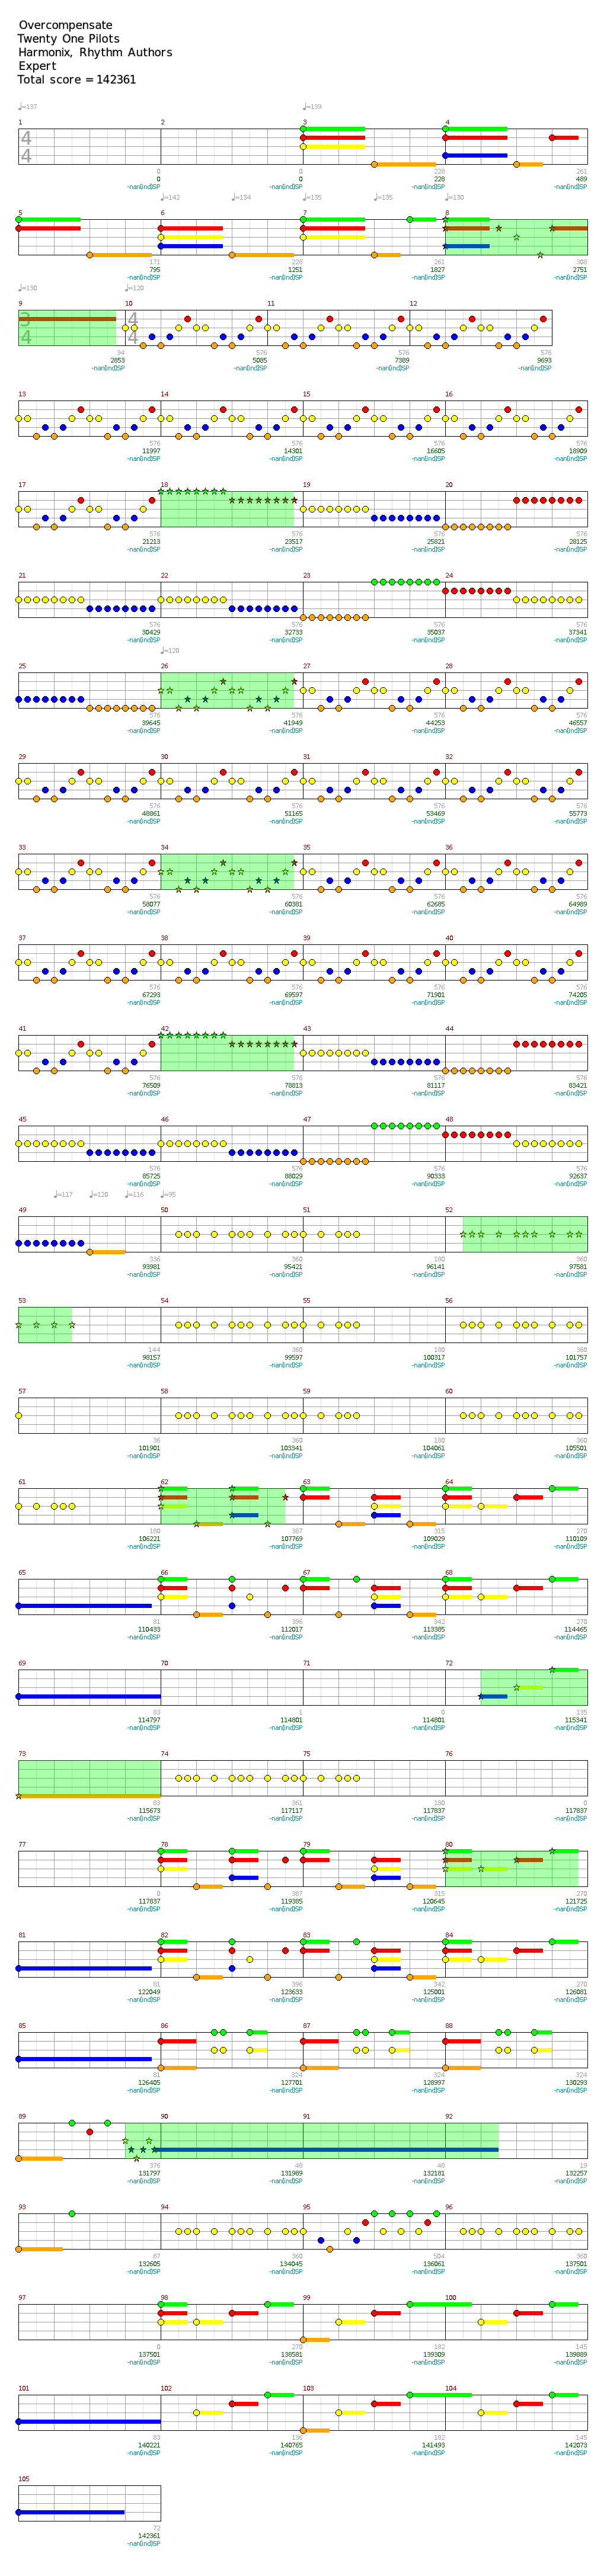 Overcompensate
Twenty One Pilots
Harmonix, Rhythm Authors
Expert
Total score = 142361
♩=137 ♩=139
1 2 3 4
4
4
0 0 228 261
0 0 228 489
-nan(ind)SP -nan(ind)SP -nan(ind)SP -nan(ind)SP
♩=142 ♩=134 ♩=135 ♩=135 ♩=130
5 6 7 8
171 228 261 308
795 1251 1827 2751
-nan(ind)SP -nan(ind)SP -nan(ind)SP -nan(ind)SP
♩=130 ♩=120
9 10 11 12
3 4
4 4
34 576 576 576
2853 5085 7389 9693
-nan(ind)SP -nan(ind)SP -nan(ind)SP -nan(ind)SP
13 14 15 16
576 576 576 576
11997 14301 16605 18909
-nan(ind)SP -nan(ind)SP -nan(ind)SP -nan(ind)SP
17 18 19 20
576 576 576 576
21213 23517 25821 28125
-nan(ind)SP -nan(ind)SP -nan(ind)SP -nan(ind)SP
21 22 23 24
576 576 576 576
30429 32733 35037 37341
-nan(ind)SP -nan(ind)SP -nan(ind)SP -nan(ind)SP
♩=120
25 26 27 28
576 576 576 576
39645 41949 44253 46557
-nan(ind)SP -nan(ind)SP -nan(ind)SP -nan(ind)SP
29 30 31 32
576 576 576 576
48861 51165 53469 55773
-nan(ind)SP -nan(ind)SP -nan(ind)SP -nan(ind)SP
33 34 35 36
576 576 576 576
58077 60381 62685 64989
-nan(ind)SP -nan(ind)SP -nan(ind)SP -nan(ind)SP
37 38 39 40
576 576 576 576
67293 69597 71901 74205
-nan(ind)SP -nan(ind)SP -nan(ind)SP -nan(ind)SP
41 42 43 44
576 576 576 576
76509 78813 81117 83421
-nan(ind)SP -nan(ind)SP -nan(ind)SP -nan(ind)SP
45 46 47 48
576 576 576 576
85725 88029 90333 92637
-nan(ind)SP -nan(ind)SP -nan(ind)SP -nan(ind)SP
♩=117 ♩=120 ♩=116 ♩=95
49 50 51 52
336 360 180 360
93981 95421 96141 97581
-nan(ind)SP -nan(ind)SP -nan(ind)SP -nan(ind)SP
53 54 55 56
144 360 180 360
98157 99597 100317 101757
-nan(ind)SP -nan(ind)SP -nan(ind)SP -nan(ind)SP
57 58 59 60
36 360 180 360
101901 103341 104061 105501
-nan(ind)SP -nan(ind)SP -nan(ind)SP -nan(ind)SP
61 62 63 64
180 387 315 270
106221 107769 109029 110109
-nan(ind)SP -nan(ind)SP -nan(ind)SP -nan(ind)SP
65 66 67 68
81 396 342 270
110433 112017 113385 114465
-nan(ind)SP -nan(ind)SP -nan(ind)SP -nan(ind)SP
69 70 71 72
83 1 0 135
114797 114801 114801 115341
-nan(ind)SP -nan(ind)SP -nan(ind)SP -nan(ind)SP
73 74 75 76
83 361 180 0
115673 117117 117837 117837
-nan(ind)SP -nan(ind)SP -nan(ind)SP -nan(ind)SP
77 78 79 80
0 387 315 270
117837 119385 120645 121725
-nan(ind)SP -nan(ind)SP -nan(ind)SP -nan(ind)SP
81 82 83 84
81 396 342 270
122049 123633 125001 126081
-nan(ind)SP -nan(ind)SP -nan(ind)SP -nan(ind)SP
85 86 87 88
81 324 324 324
126405 127701 128997 130293
-nan(ind)SP -nan(ind)SP -nan(ind)SP -nan(ind)SP
89 90 91 92
376 48 48 19
131797 131989 132181 132257
-nan(ind)SP -nan(ind)SP -nan(ind)SP -nan(ind)SP
93 94 95 96
87 360 504 360
132605 134045 136061 137501
-nan(ind)SP -nan(ind)SP -nan(ind)SP -nan(ind)SP
97 98 99 100
0 270 182 145
137501 138581 139309 139889
-nan(ind)SP -nan(ind)SP -nan(ind)SP -nan(ind)SP
101 102 103 104
83 136 182 145
140221 140765 141493 142073
-nan(ind)SP -nan(ind)SP -nan(ind)SP -nan(ind)SP
105
72
142361
-nan(ind)SP